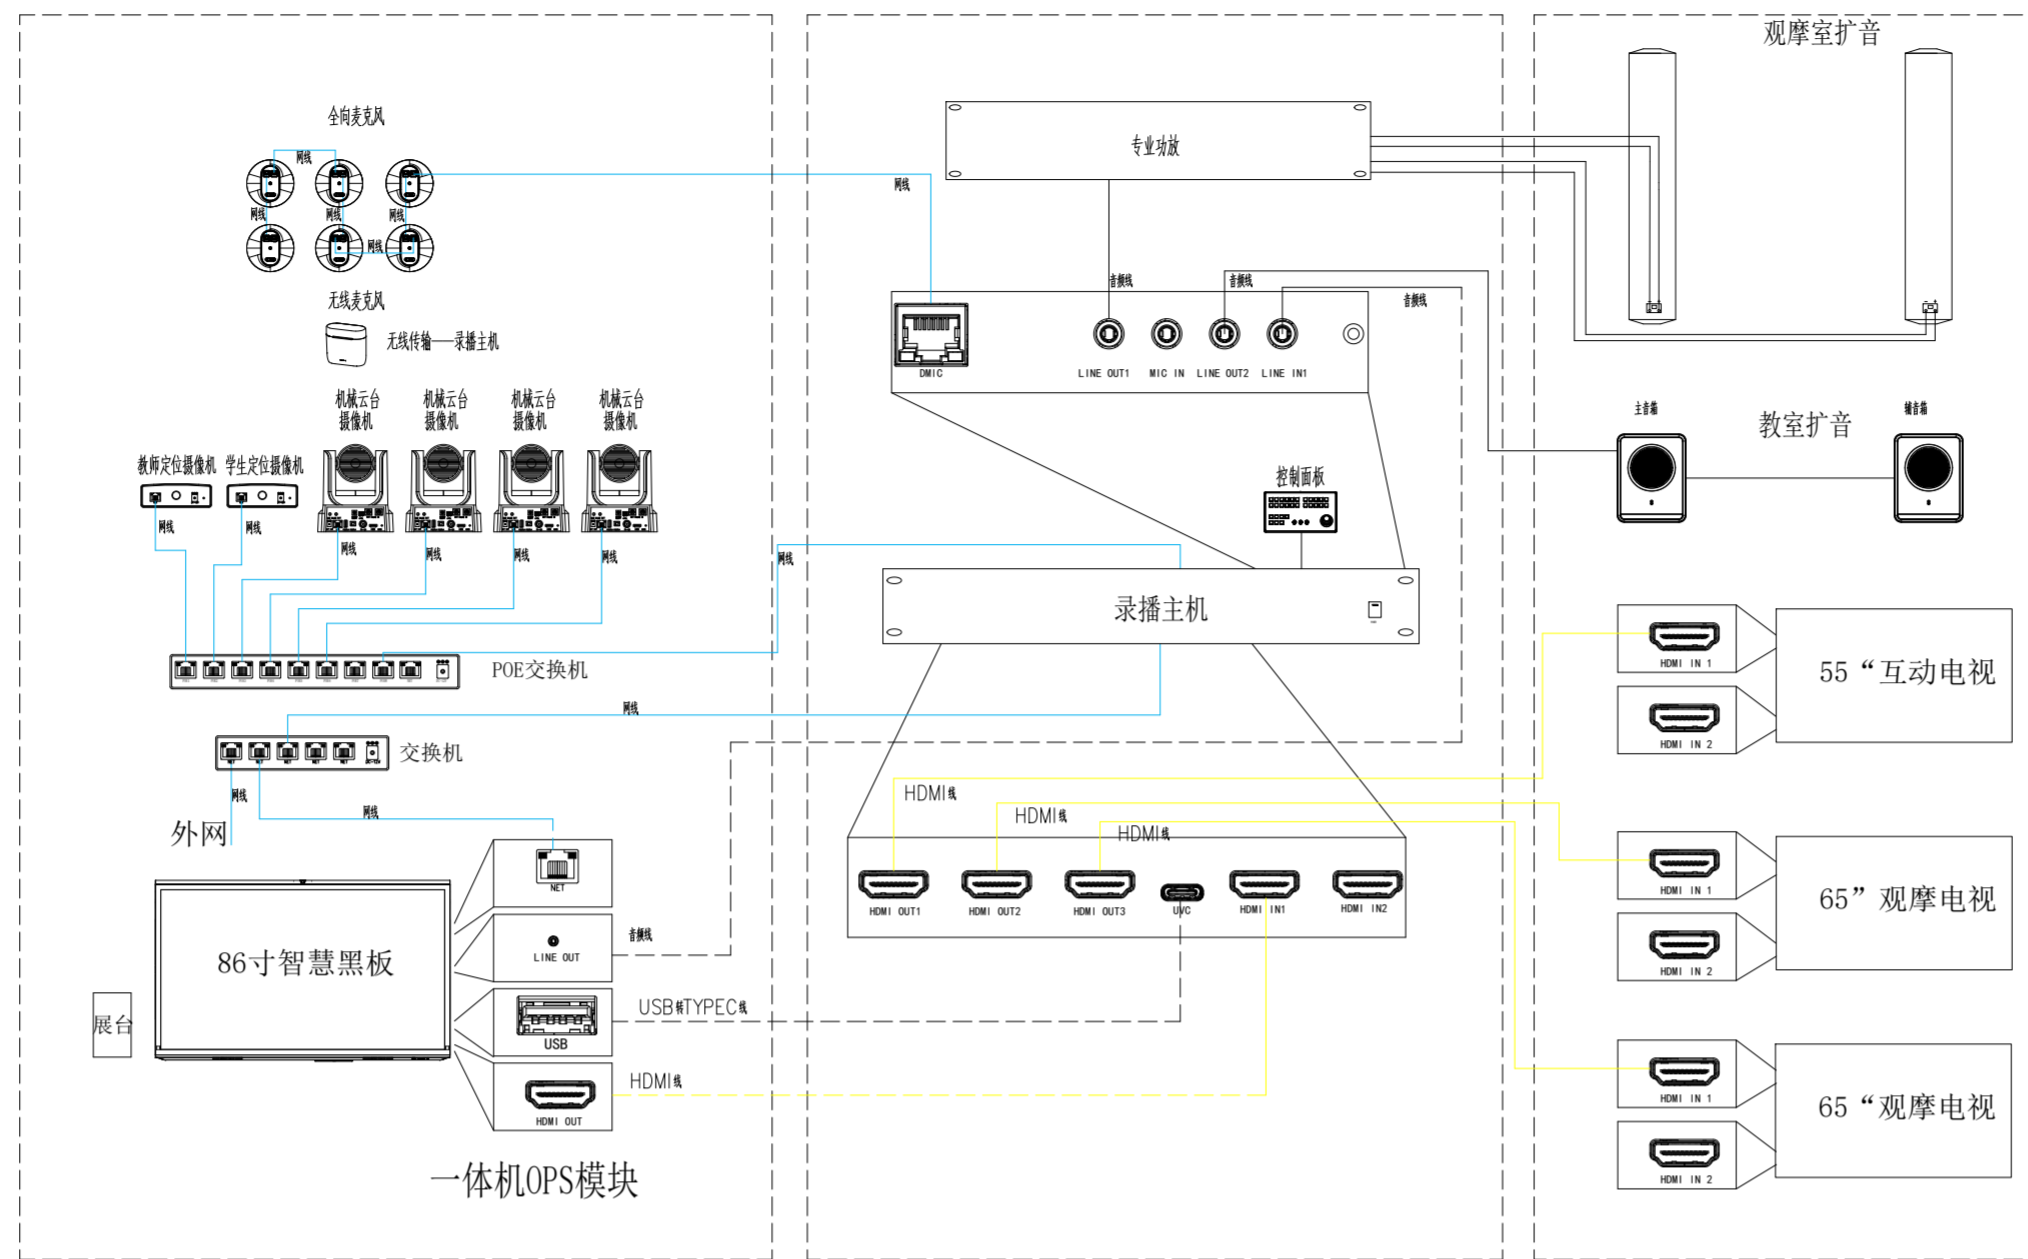 全向麦克风
网线
网线
网线
网线
网线
无线麦克风
无线传输——录播主机
机械云台
摄像机
机械云台
摄像机
机械云台
摄像机
机械云台
摄像机
教师定位摄像机
学生定位摄像机
网线
网线
网线
网线
网线
网线
POE交换机
网线
交换机
NET
NET
NET
NET
NET
DC-12V
网线
外网
网线
网线
NET
86寸智慧黑板
展台
LINE OUT
音频线
USB
USB转TYPEC线
HDMI OUT
HDMI线
一体机OPS模块
专业功放
网线
音频线
音频线
音频线
DMIC
LINE OUT1
MIC IN
LINE OUT2
LINE IN1
控制面板
录播主机
HDMI线
HDMI线
HDMI线
HDMI OUT1
HDMI OUT2
HDMI OUT3
UVC
HDMI IN1
HDMI IN2
观摩室扩音
主音箱
教室扩音
辅音箱
HDMI IN 1
HDMI IN 2
55“互动电视
HDMI IN 1
HDMI IN 2
65”观摩电视
HDMI IN 1
HDMI IN 2
65“观摩电视